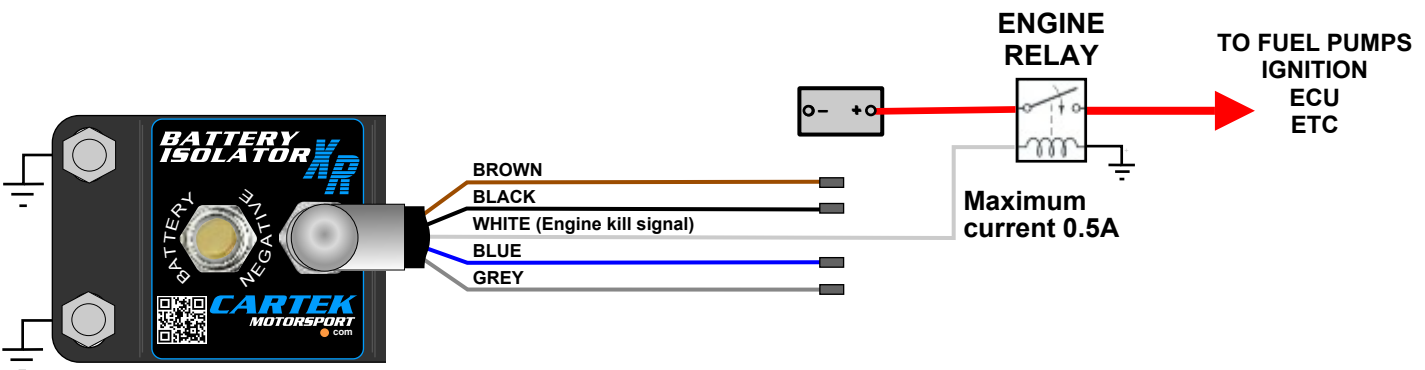 ENGINE
RELAY
TO FUEL PUMPS
IGNITION
ECU
ETC
– +
BATTERY
ISOLATOR XR
BATTERY
NEGATIVE
CARTEK
MOTORSPORT
com
BROWN
BLACK
WHITE (Engine kill signal)
BLUE
GREY
Maximum
current 0.5A